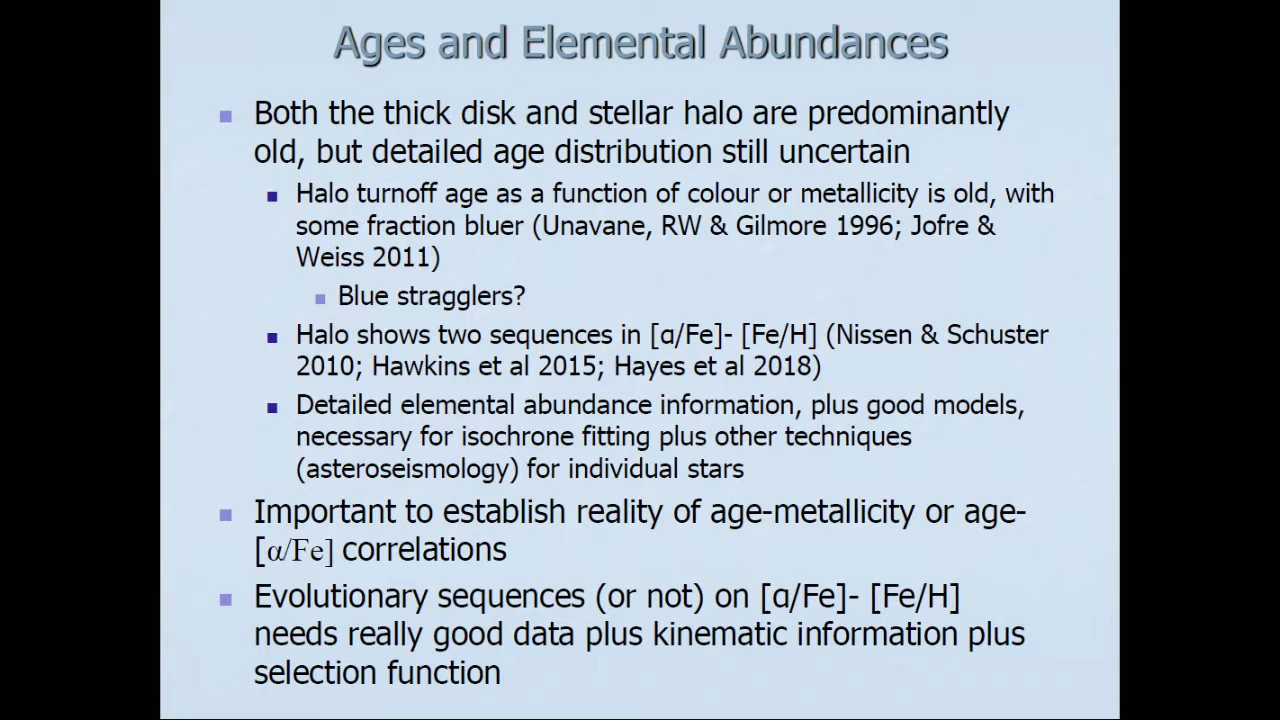 Ages and Elemental Abundances
Both the thick disk and stellar halo are predominantly
old, but detailed age distribution still uncertain
Halo turnoff age as a function of colour or metallicity is old, with
some fraction bluer (Unavane, RW & Gilmore 1996; Jofre &
Weiss 2011)
Blue stragglers?
Halo shows two sequences in [α/Fe]- [Fe/H] (Nissen & Schuster
2010; Hawkins et al 2015; Hayes et al 2018)
Detailed elemental abundance information, plus good models,
necessary for isochrone fitting plus other techniques
(asteroseismology) for individual stars
Important to establish reality of age-metallicity or age-
[α/Fe] correlations
Evolutionary sequences (or not) on [α/Fe]- [Fe/H]
needs really good data plus kinematic information plus
selection function